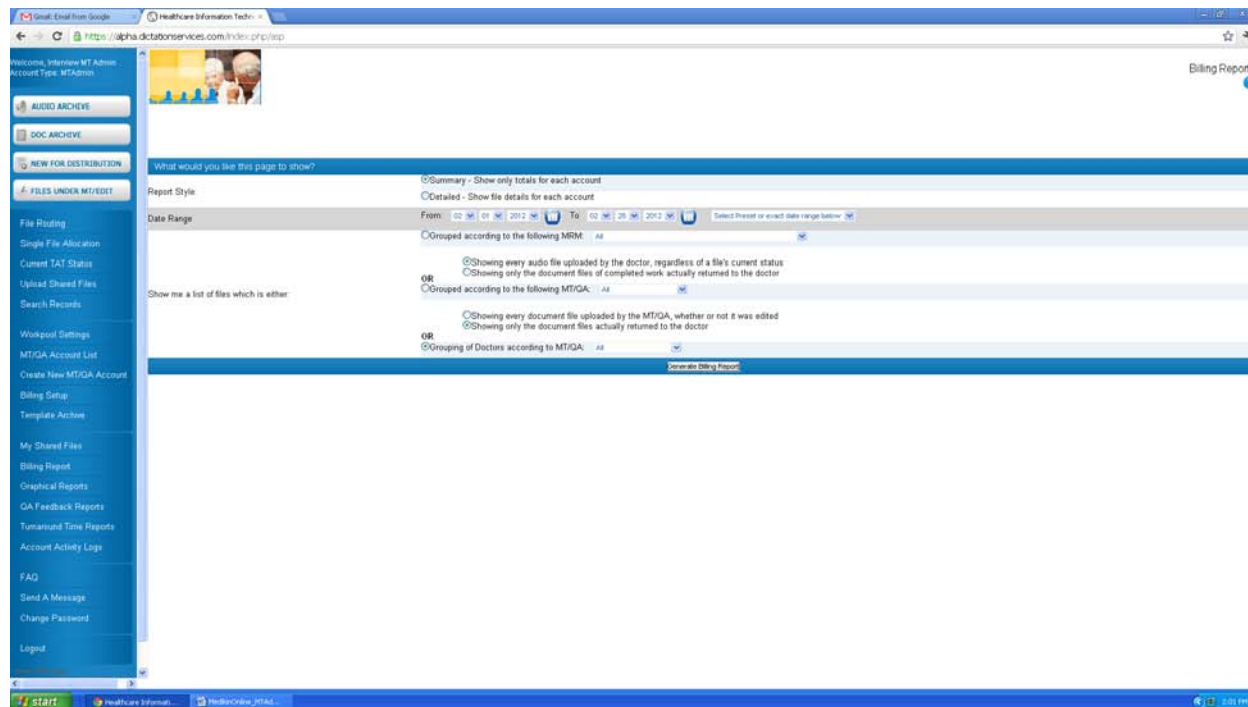 Gmail: Email from Google
Healthcare Information Techn
https://alpha.dictationservices.com/index.php/asp
Welcome, Interview MT Admin
Account Type: MTAdmin
Billing Report
AUDIO ARCHIVE
DOC ARCHIVE
NEW FOR DISTRIBUTION
FILES UNDER MT/EDIT
File Routing
Single File Allocation
Current TAT Status
Upload Shared Files
Search Records
Workpool Settings
MT/QA Account List
Create New MT/QA Account
Billing Setup
Template Archive
My Shared Files
Billing Report
Graphical Reports
QA Feedback Reports
Turnaround Time Reports
Account Activity Logs
FAQ
Send A Message
Change Password
Logout
What would you like this page to show?
Report Style
Summary - Show only totals for each account
Detailed - Show file details for each account
Date Range
From: 02 01 2012 To 02 28 2012 Select Preset or exact date range below
Show me a list of files which is either:
Grouped according to the following MRM: All
Showing every audio file uploaded by the doctor, regardless of a file's current status
Showing only the document files of completed work actually returned to the doctor
OR
Grouped according to the following MT/QA: All
Showing every document file uploaded by the MT/QA, whether or not it was edited
Showing only the document files actually returned to the doctor
OR
Grouping of Doctors according to MT/QA: All
Generate Billing Report
start
Healthcare Informati...
MedkinOnline_MTAd...
2:01 PM